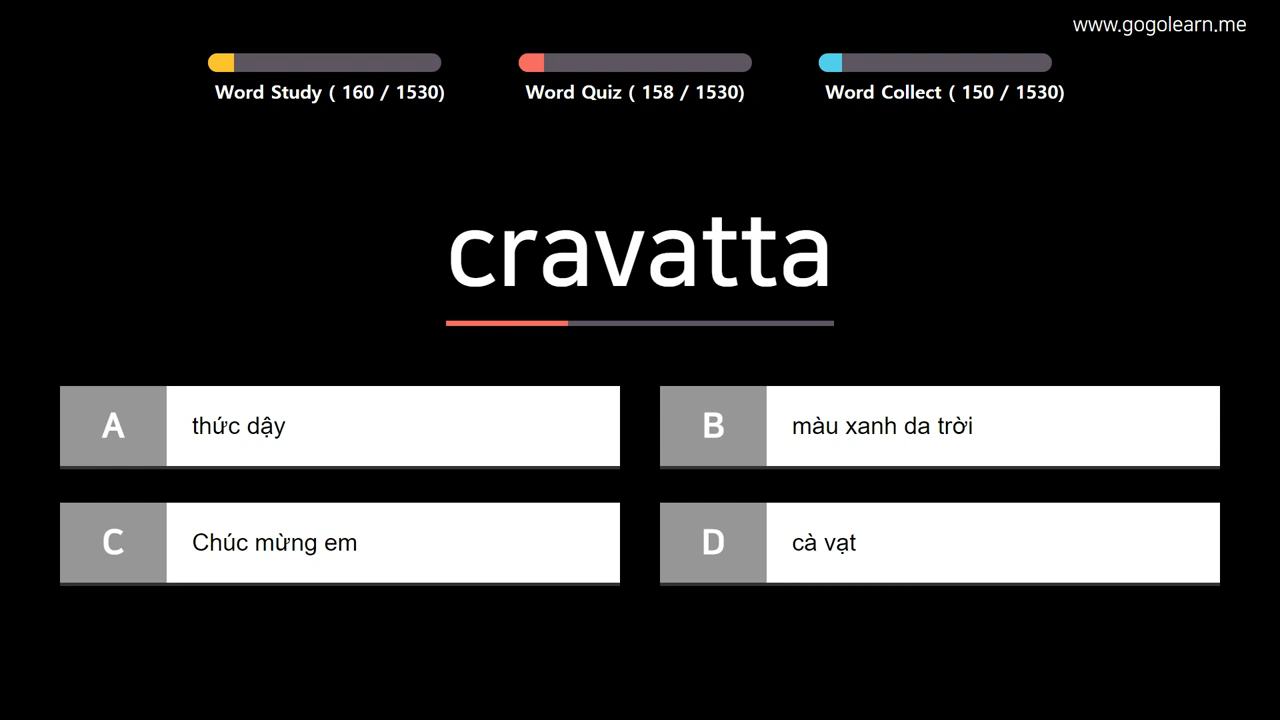 www.gogolearn.me
Word Study ( 160 / 1530)
Word Quiz ( 158 / 1530)
Word Collect ( 150 / 1530)
cravatta
A thức dậy
B màu xanh da trời
C Chúc mừng em
D cà vạt